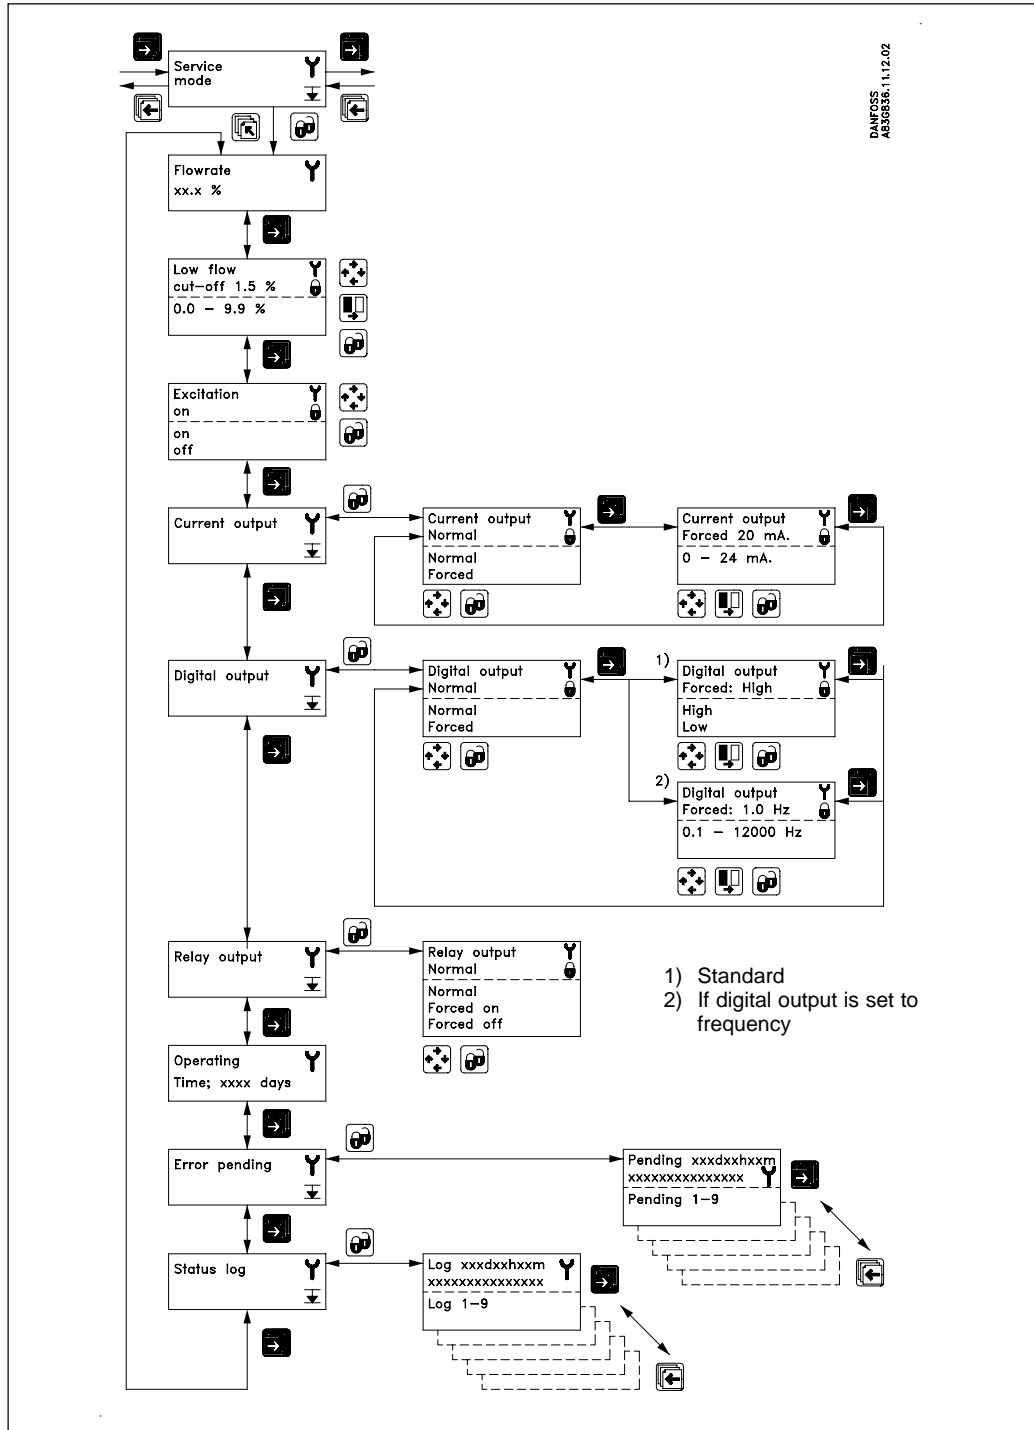 Service
mode
DANFOSS
A83G836.11.12.02
Flowrate
xx.x %
Low flow
cut-off 1.5 %
0.0 - 9.9 %
Excitation
on
on
off
Current output
Current output
Normal
Normal
Forced
Current output
Forced 20 mA.
0 - 24 mA.
Digital output
Digital output
Normal
Normal
Forced
1)
Digital output
Forced: High
High
Low
2)
Digital output
Forced: 1.0 Hz
0.1 - 12000 Hz
Relay output
Relay output
Normal
Normal
Forced on
Forced off
1) Standard
2) If digital output is set to
frequency
Operating
Time; xxxx days
Error pending
Pending xxxdxxhxxm
xxxxxxxxxxxxxxx
Pending 1-9
Status log
Log xxxdxxhxxm
xxxxxxxxxxxxxxx
Log 1-9